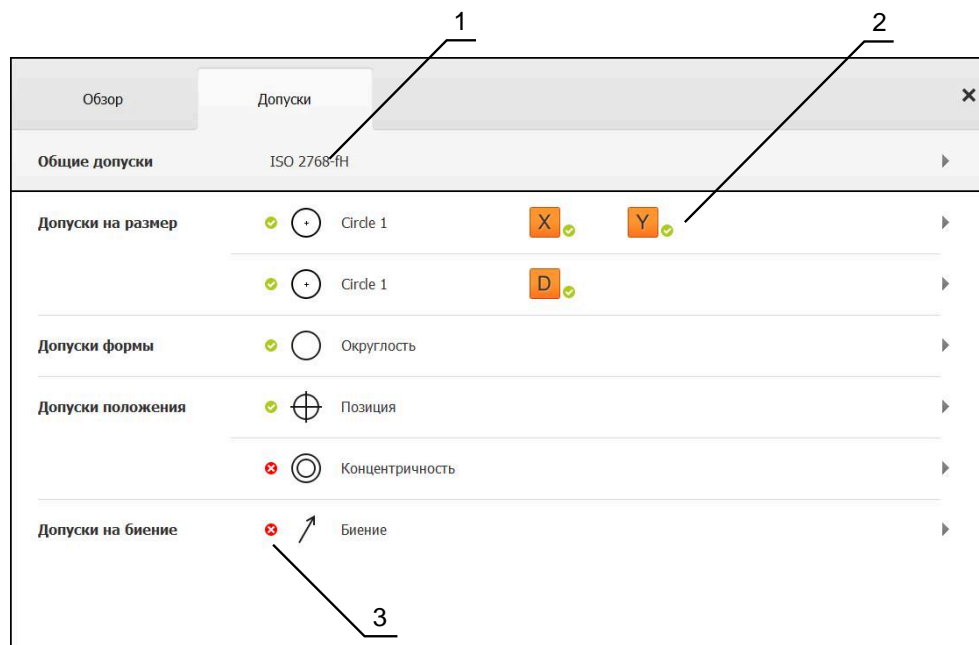 1
2
Обзор
Допуски
Общие допуски
ISO 2768-fH
Допуски на размер
Circle 1
X
Y
Circle 1
D
Допуски формы
Округлость
Допуски положения
Позиция
Концентричность
Допуски на биение
Биение
3